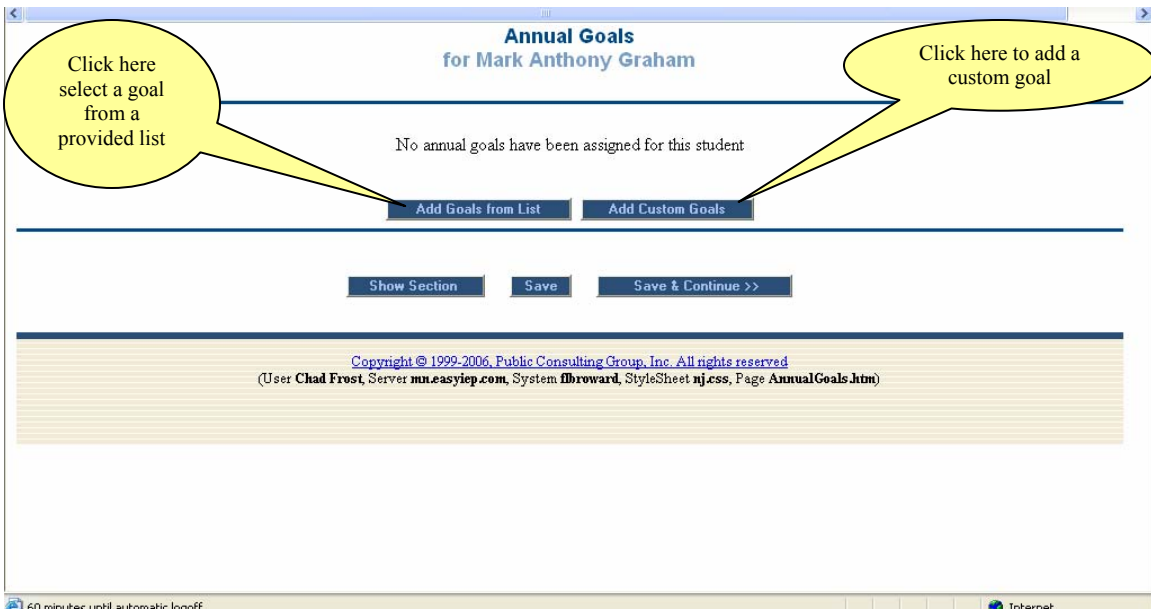 Annual Goals
for Mark Anthony Graham
Click here
select a goal
from a
provided list
Click here to add a
custom goal
No annual goals have been assigned for this student
Add Goals from List
Add Custom Goals
Show Section
Save
Save & Continue >>
Copyright © 1999-2006, Public Consulting Group, Inc. All rights reserved
(User Chad Frost, Server mn.easyiep.com, System flbroward, StyleSheet nj.css, Page AnnualGoals.htm)
60 minutes until automatic logoff
Internet